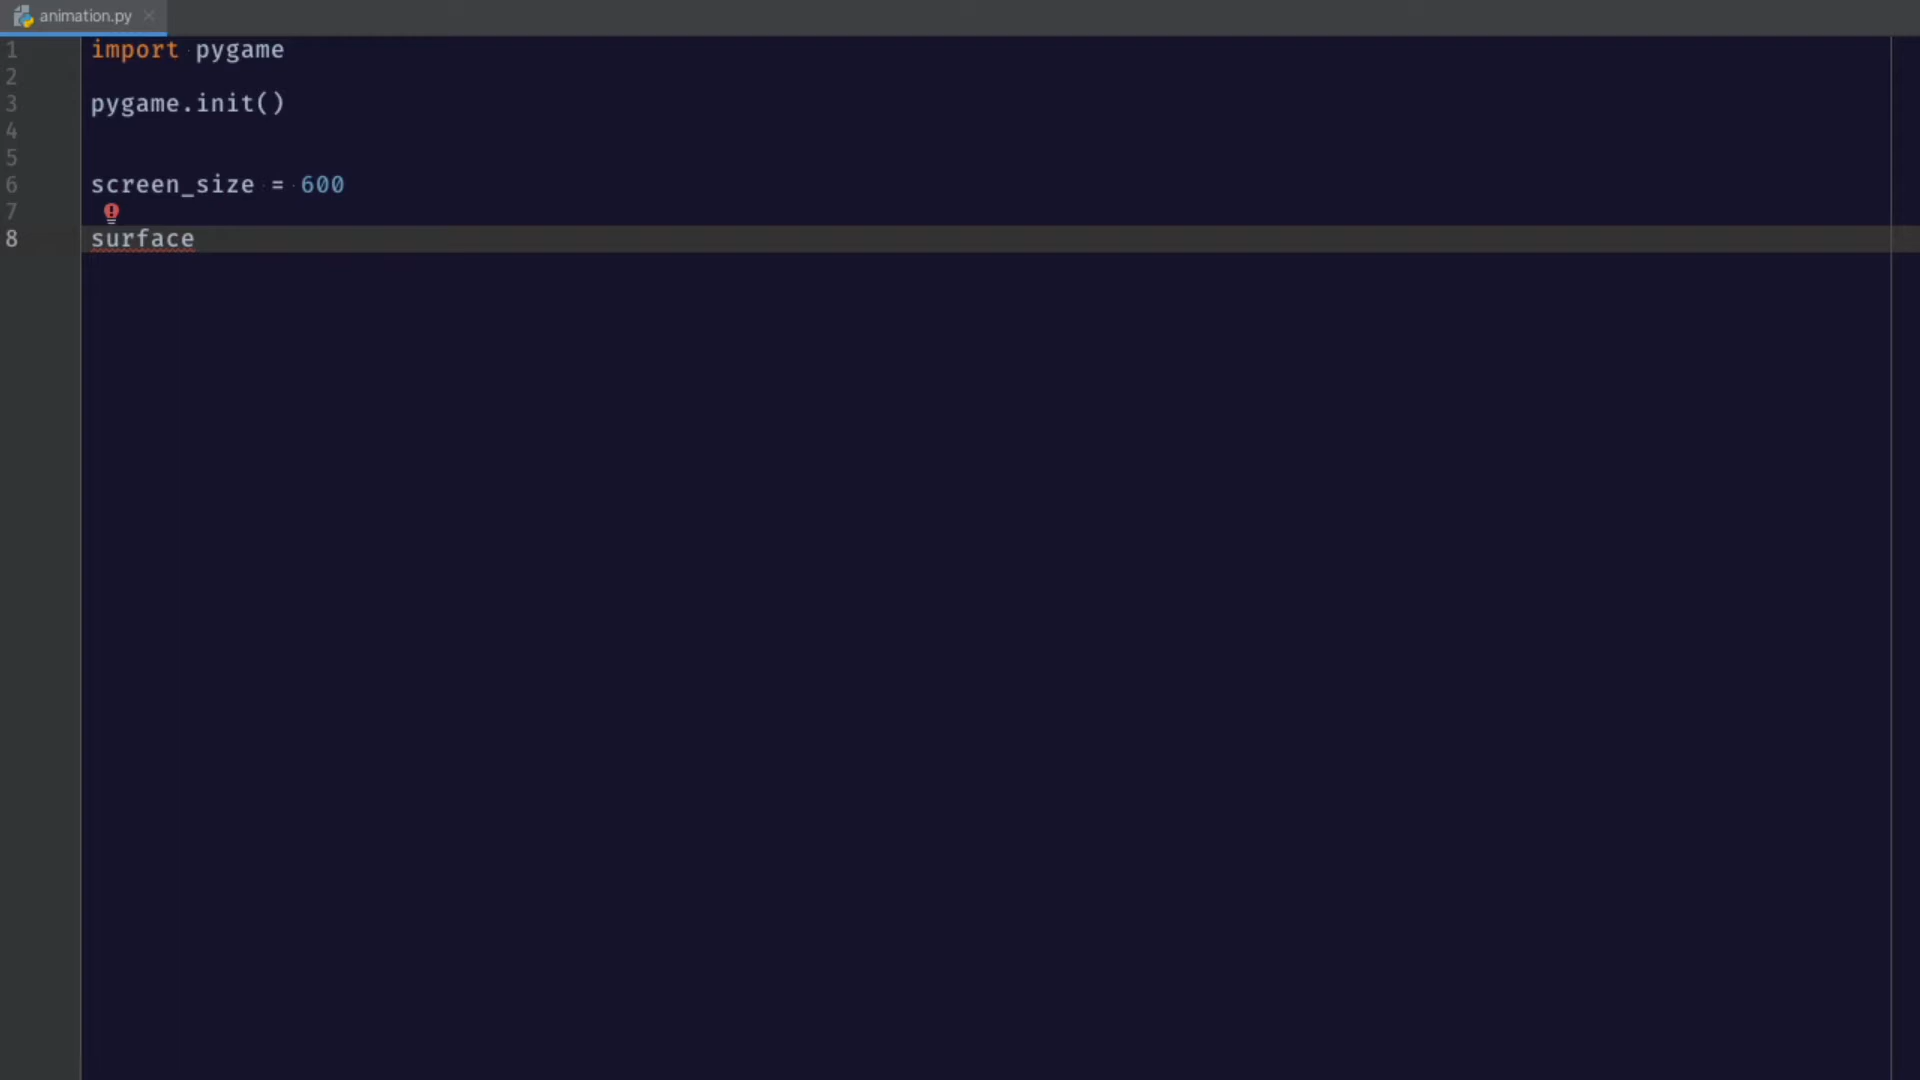 animation.py
1 import pygame
2
3 pygame.init()
4
5
6 screen_size = 600
7
8 surface